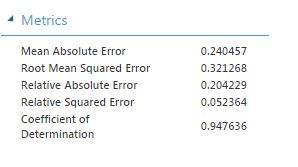 Metrics
Mean Absolute Error 0.240457
Root Mean Squared Error 0.321268
Relative Absolute Error 0.204229
Relative Squared Error 0.052364
Coefficient of
Determination 0.947636